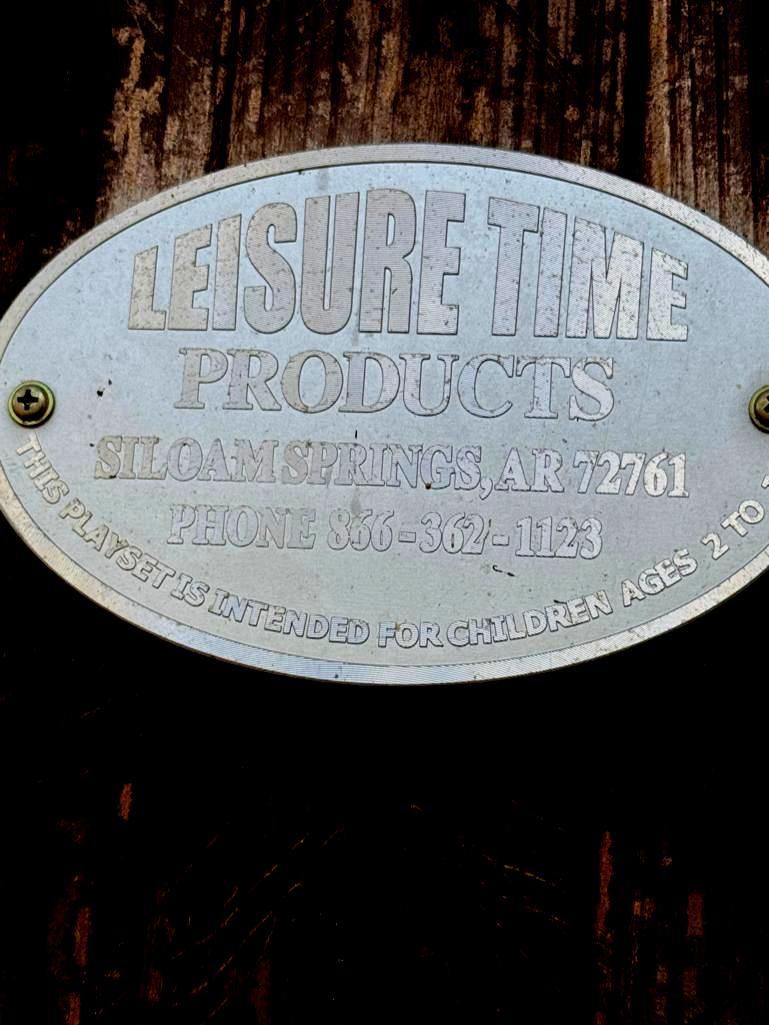 LEISURE TIME
PRODUCTS
SILOAM SPRINGS, AR 72761
PHONE 866-362-1123
THIS PLAYSET IS INTENDED FOR CHILDREN AGES 2 TO